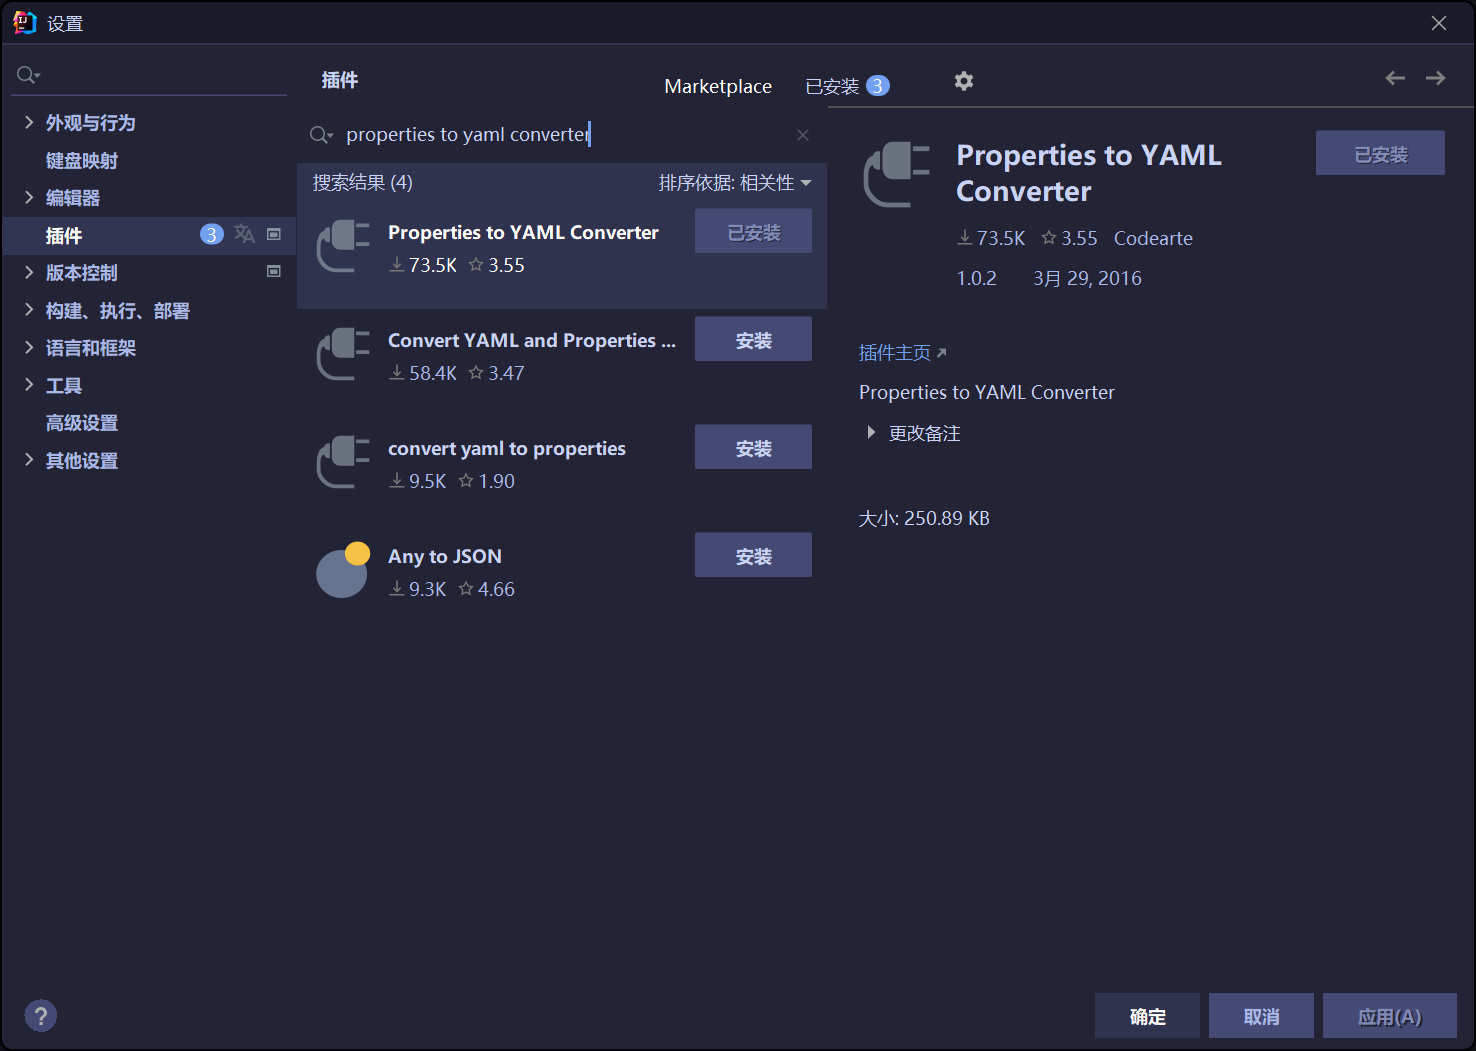 设置
外观与行为
键盘映射
编辑器
插件 3
版本控制
构建、执行、部署
语言和框架
工具
高级设置
其他设置
插件
Marketplace
已安装 3
properties to yaml converter
搜索结果 (4)
排序依据: 相关性
Properties to YAML Converter
73.5K 3.55
已安装
Convert YAML and Properties ...
58.4K 3.47
安装
convert yaml to properties
9.5K 1.90
安装
Any to JSON
9.3K 4.66
安装
Properties to YAML
Converter
已安装
73.5K 3.55 Codearte
1.0.2 3月 29, 2016
插件主页
Properties to YAML Converter
更改备注
大小: 250.89 KB
?
确定
取消
应用(A)